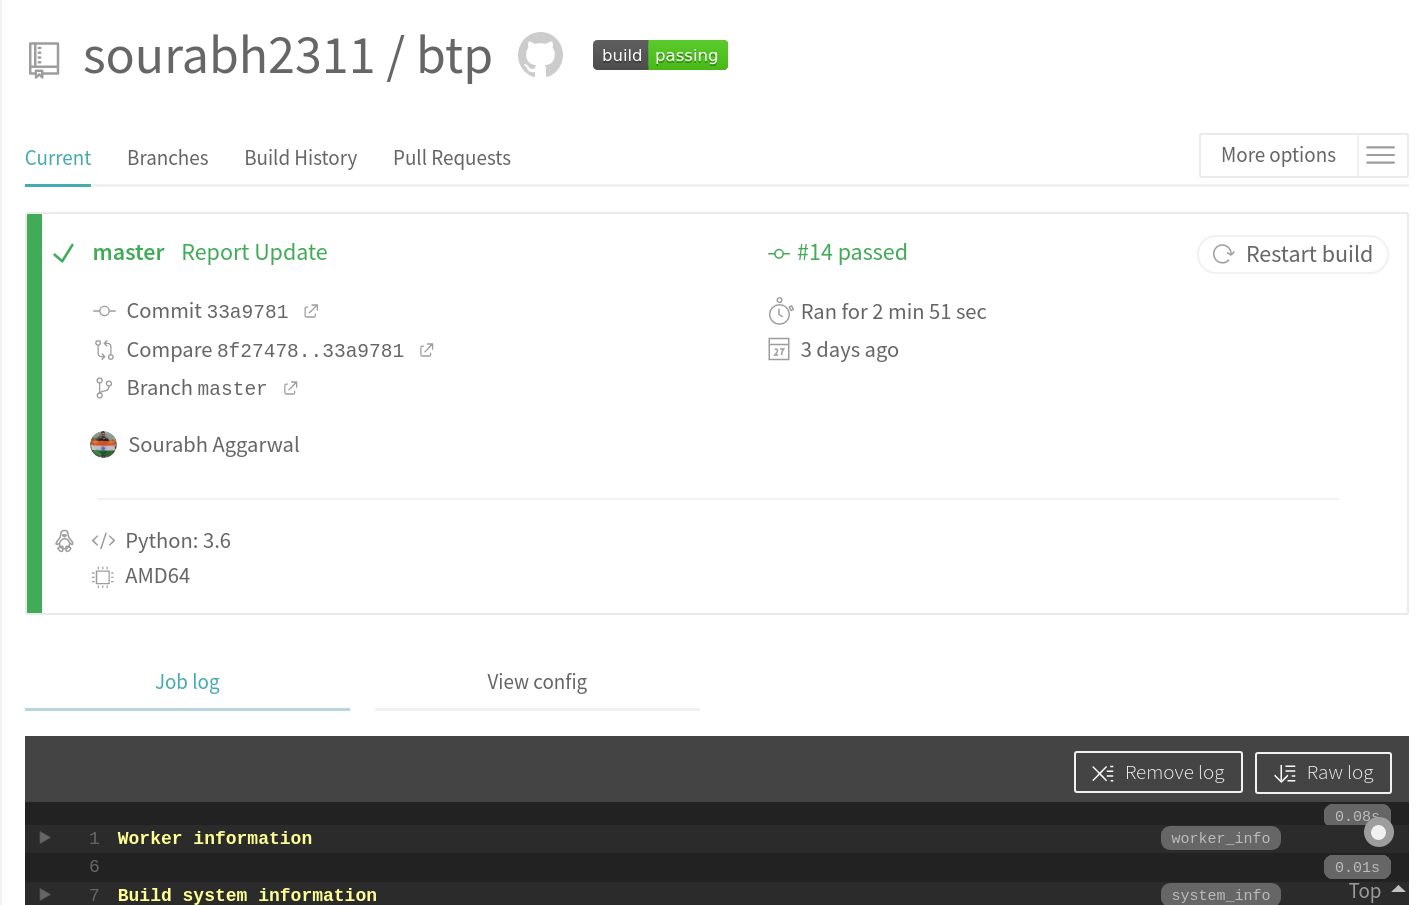 sourabh2311 / btp build passing
Current Branches Build History Pull Requests More options
master Report Update #14 passed Restart build
Commit 33a9781 Ran for 2 min 51 sec
Compare 8f27478..33a9781 27 3 days ago
Branch master
Sourabh Aggarwal
</> Python: 3.6
AMD64
Job log View config
Remove log Raw log
0.08s
1 Worker information worker_info
6 0.01s
Top
7 Build system information system_info